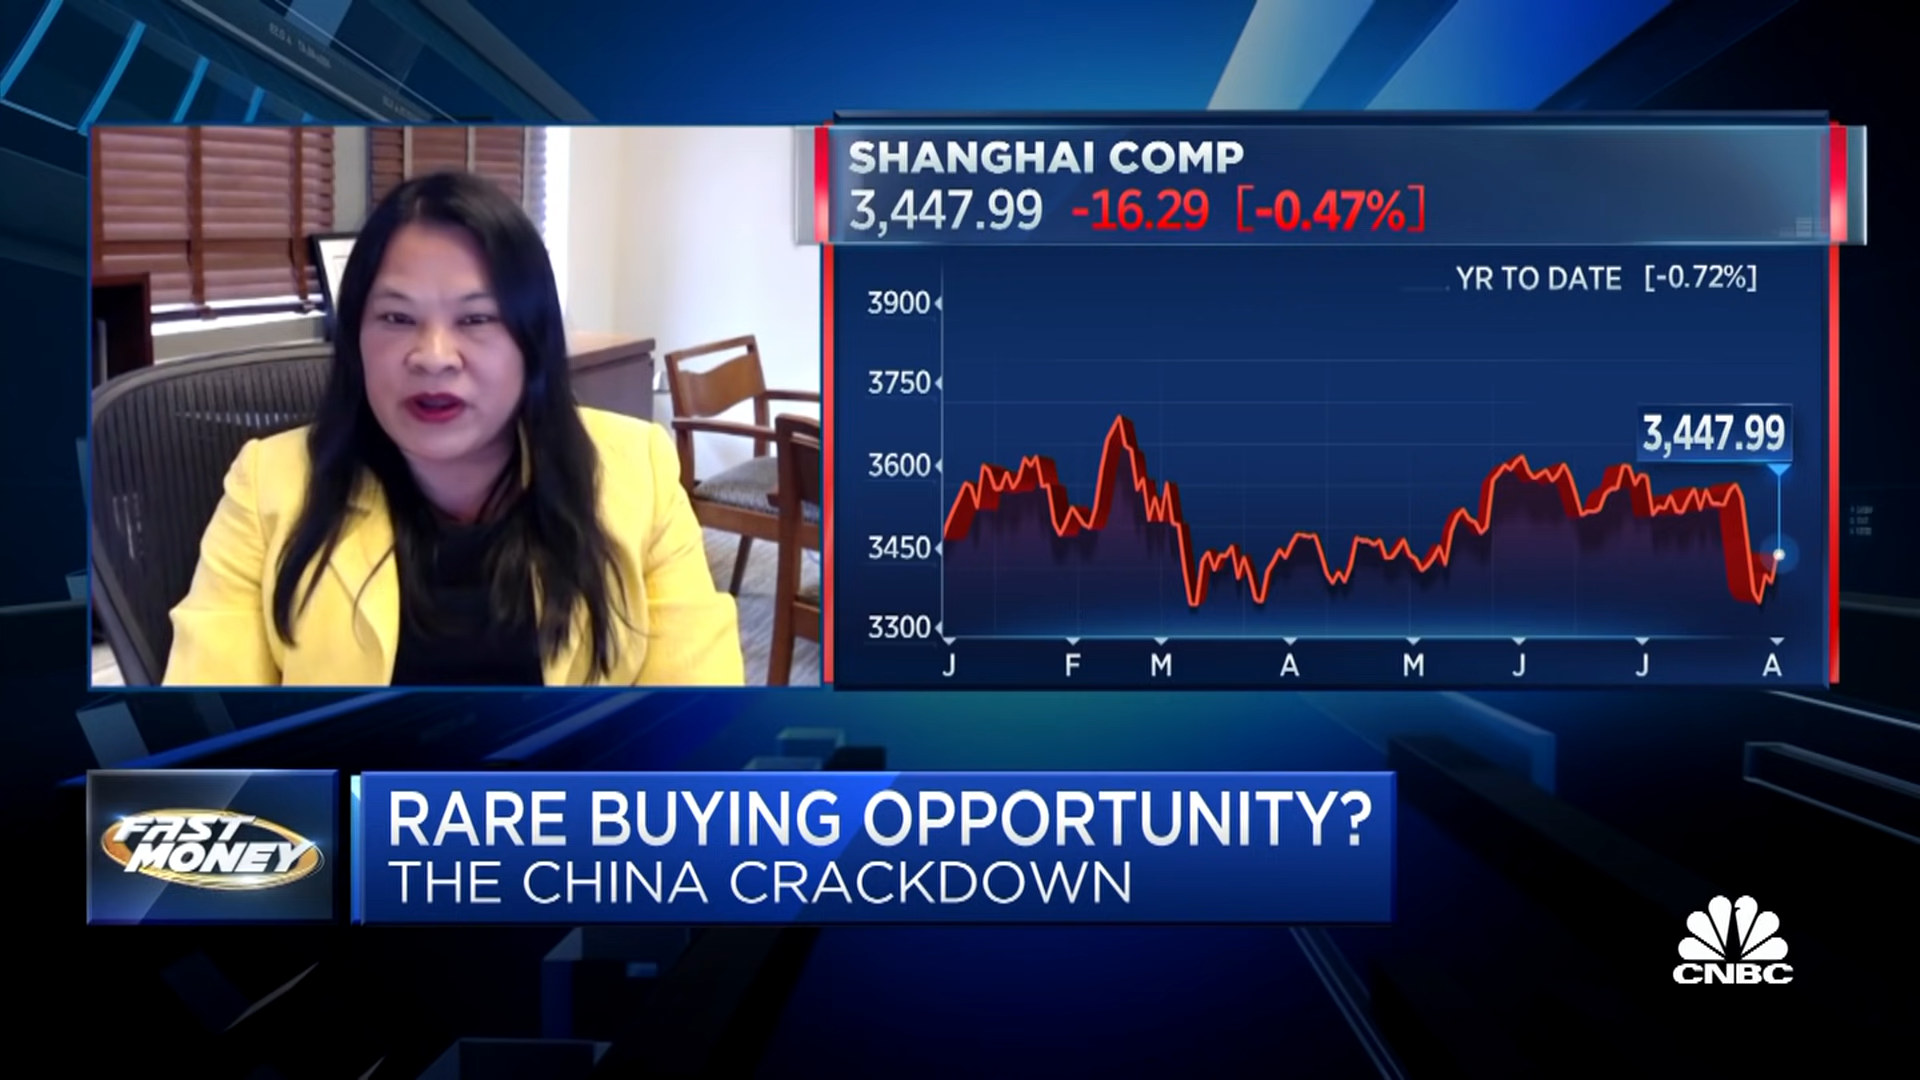 SHANGHAI COMP
3,447.99 -16.29 [-0.47%]
YR TO DATE [-0.72%]
3900
3750
3600
3450
3300
3,447.99
J F M A M J J A
FAST
MONEY
RARE BUYING OPPORTUNITY?
THE CHINA CRACKDOWN
CNBC